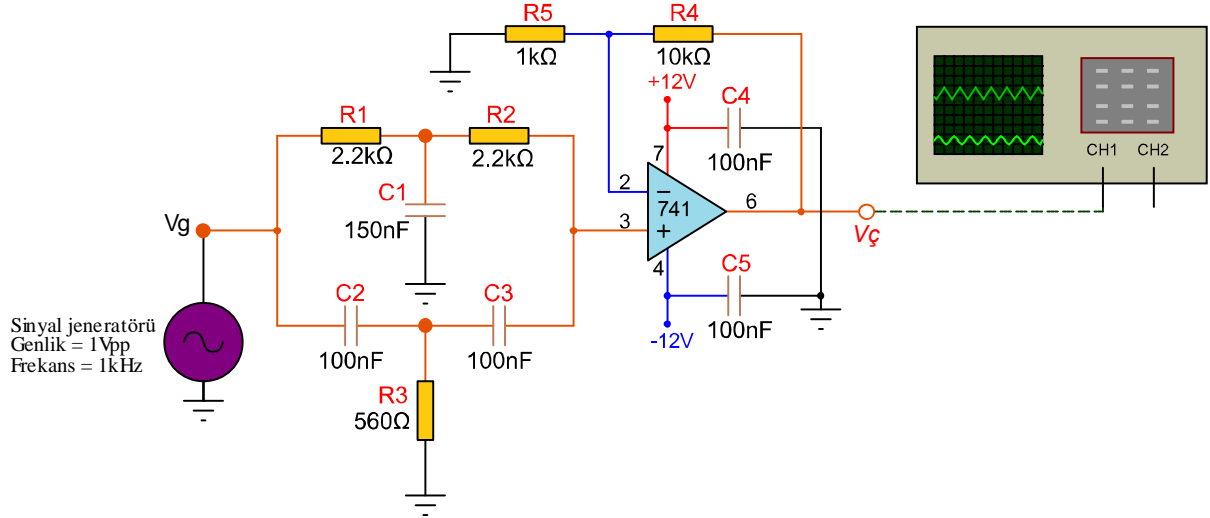 R5
1kΩ
R4
10kΩ
+12V
C4
100nF
R1
2.2kΩ
R2
2.2kΩ
C1
150nF
7
2
3
741
6
4
Vç
CH1
CH2
Vg
C2
100nF
C3
100nF
C5
100nF
-12V
Sinyal jeneratörü
Genlik = 1Vpp
Frekans = 1kHz
R3
560Ω